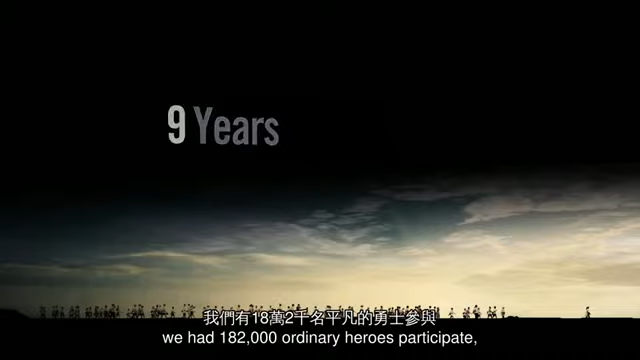 9 Years
我們有18萬2千名平凡的勇士參與
we had 182,000 ordinary heroes participate,